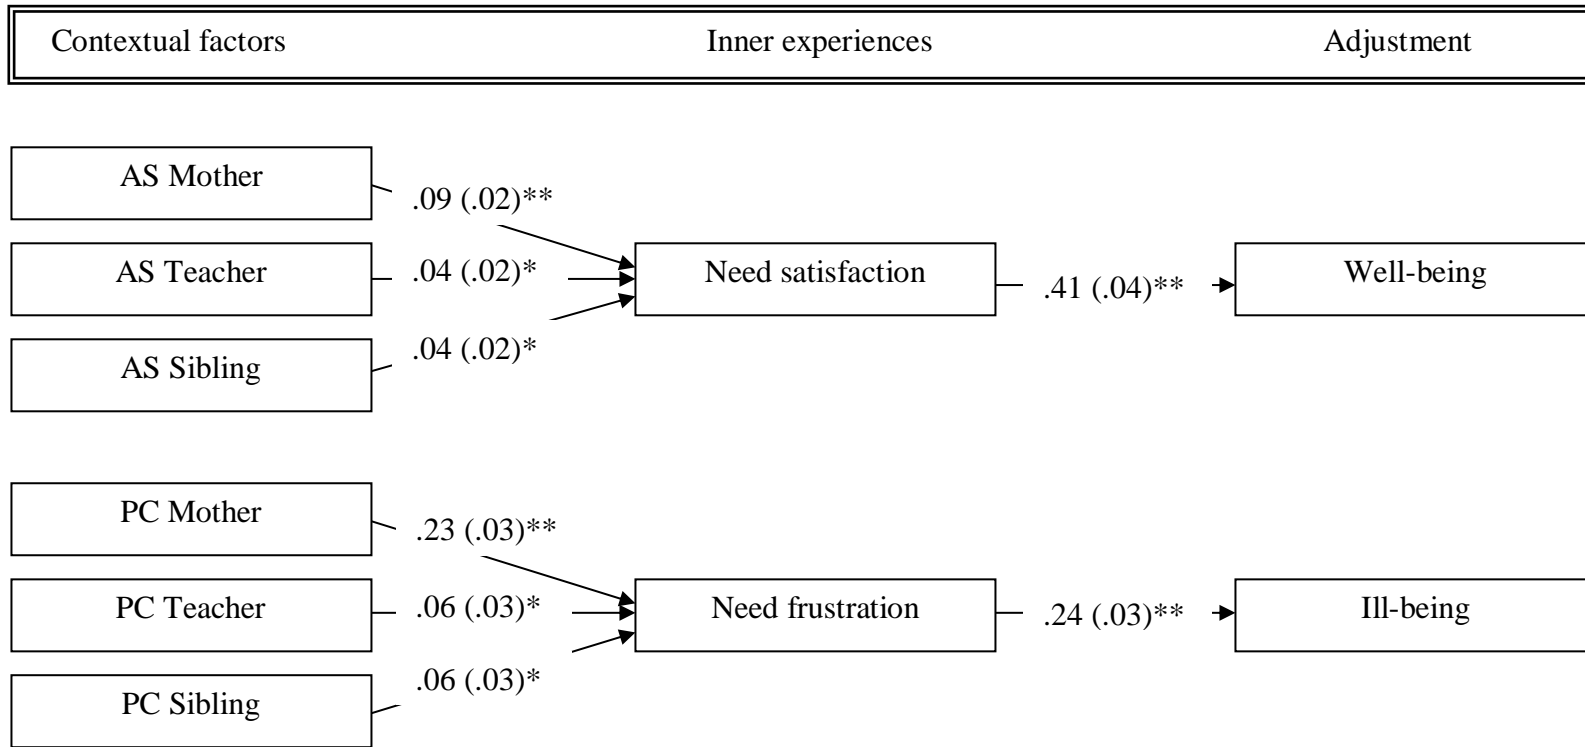 Contextual factors Inner experiences Adjustment
AS Mother
.09 (.02)**
AS Teacher .04 (.02)* Need satisfaction .41 (.04)** Well-being
.04 (.02)*
AS Sibling
PC Mother
.23 (.03)**
PC Teacher .06 (.03)* Need frustration .24 (.03)** Ill-being
.06 (.03)*
PC Sibling